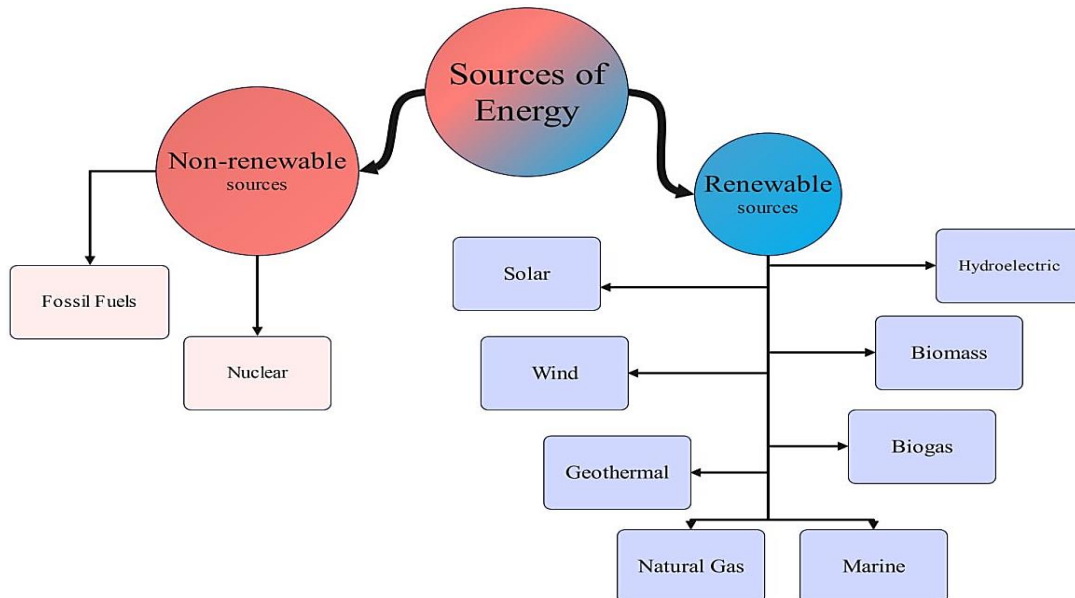 Sources of
Energy
Non-renewable
sources
Renewable
sources
Fossil Fuels
Nuclear
Solar
Hydroelectric
Wind
Biomass
Geothermal
Biogas
Natural Gas
Marine